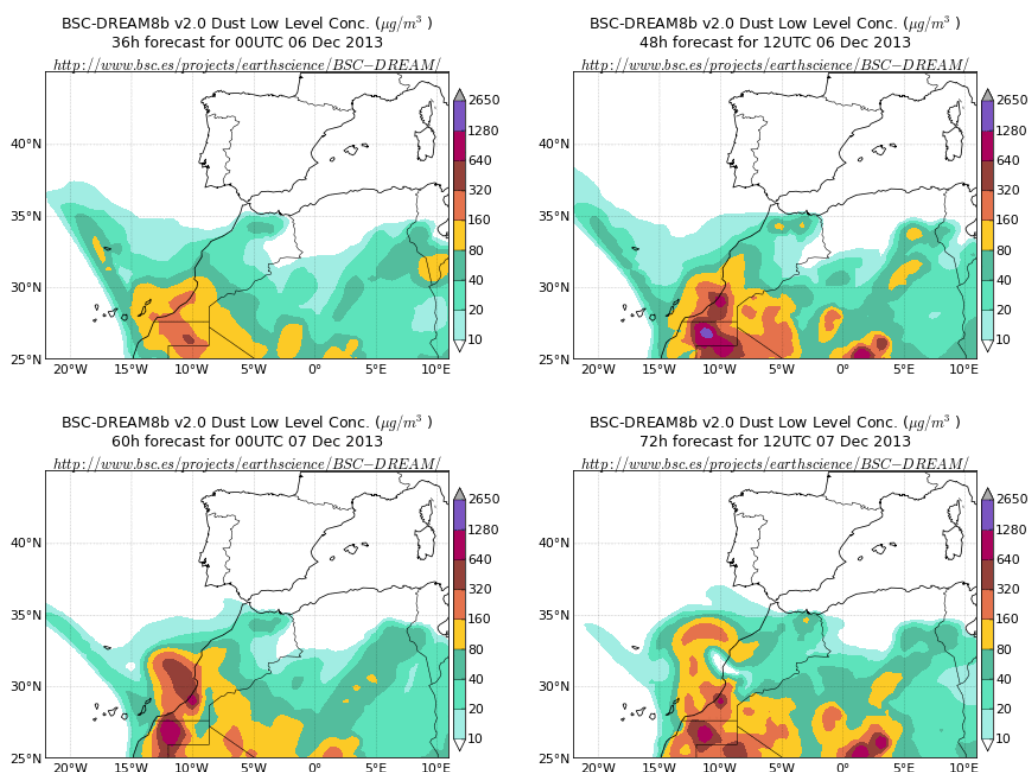 BSC-DREAM8b v2.0 Dust Low Level Conc. (μg/m³ )
36h forecast for 00UTC 06 Dec 2013
http://www.bsc.es/projects/earthscience/BSC−DREAM/
40°N
35°N
30°N
25°N
20°W 15°W 10°W 5°W 0° 5°E 10°E
2650
1280
640
320
160
80
40
20
10
BSC-DREAM8b v2.0 Dust Low Level Conc. (μg/m³ )
48h forecast for 12UTC 06 Dec 2013
http://www.bsc.es/projects/earthscience/BSC−DREAM/
40°N
35°N
30°N
25°N
20°W 15°W 10°W 5°W 0° 5°E 10°E
2650
1280
640
320
160
80
40
20
10
BSC-DREAM8b v2.0 Dust Low Level Conc. (μg/m³ )
60h forecast for 00UTC 07 Dec 2013
http://www.bsc.es/projects/earthscience/BSC−DREAM/
40°N
35°N
30°N
25°N
20°W 15°W 10°W 5°W 0° 5°E 10°E
2650
1280
640
320
160
80
40
20
10
BSC-DREAM8b v2.0 Dust Low Level Conc. (μg/m³ )
72h forecast for 12UTC 07 Dec 2013
http://www.bsc.es/projects/earthscience/BSC−DREAM/
40°N
35°N
30°N
25°N
20°W 15°W 10°W 5°W 0° 5°E 10°E
2650
1280
640
320
160
80
40
20
10